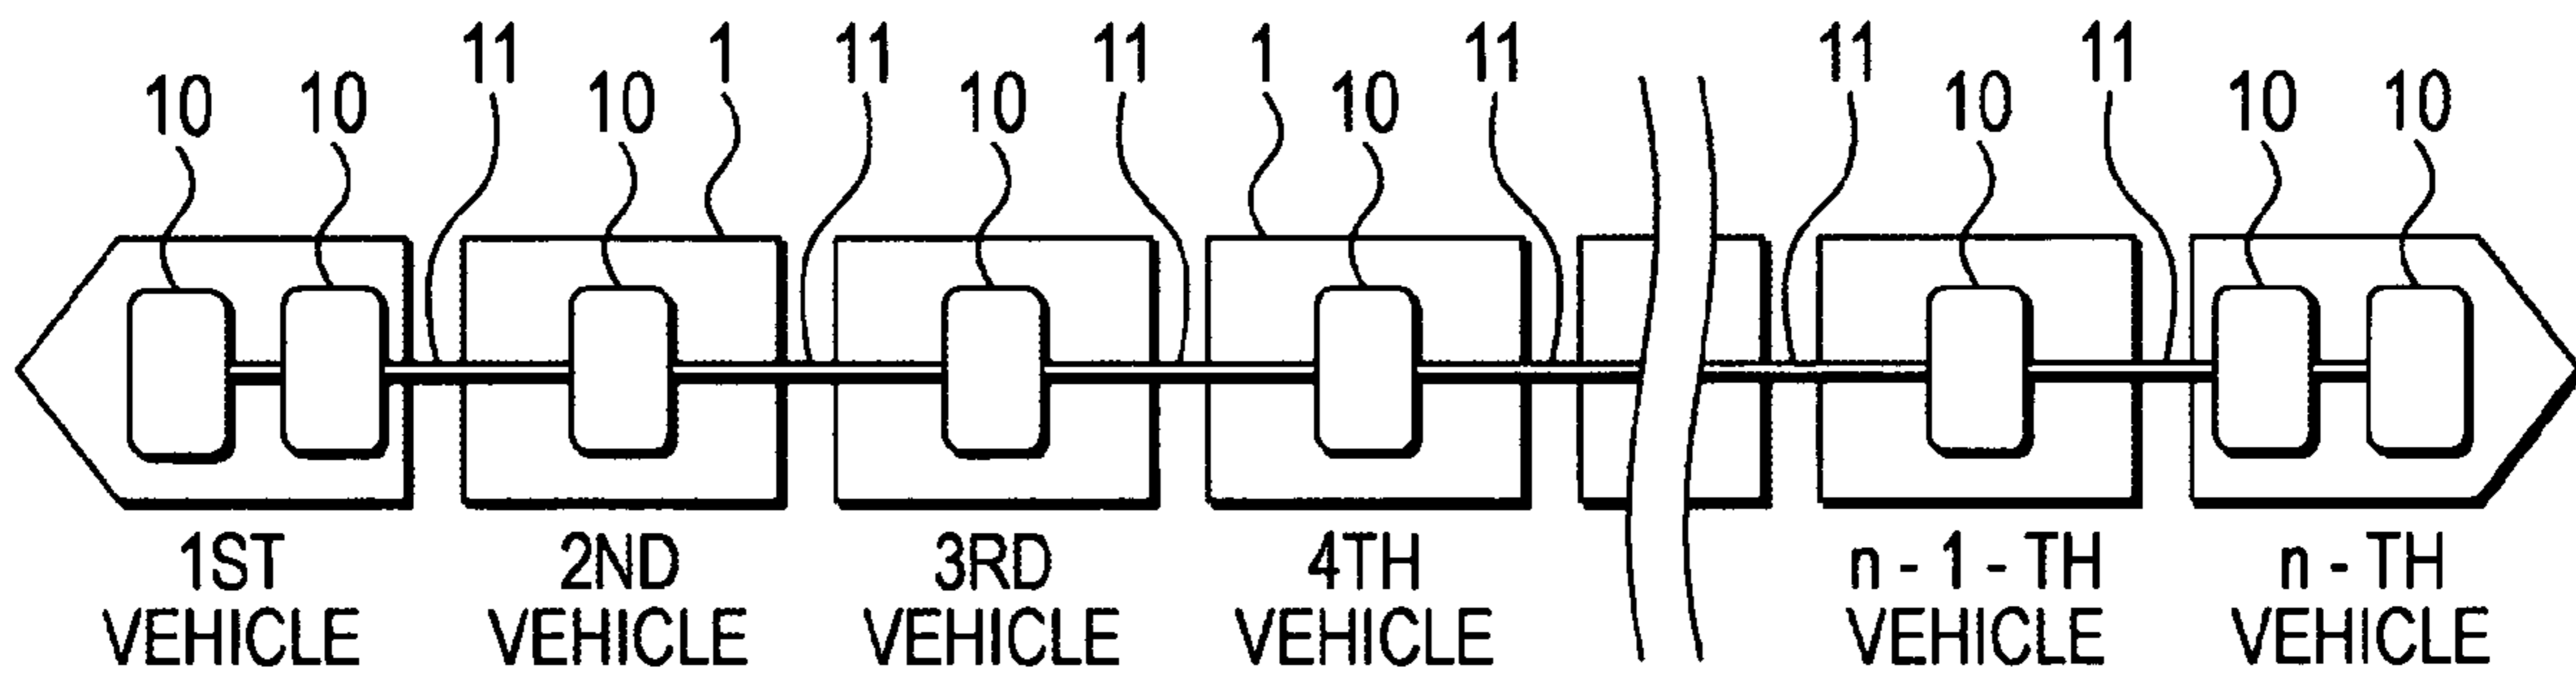 11 1 11 11 1 11 11 11
10 10 10 10 10 10 10 10
1ST 2ND 3RD 4TH n - 1 - TH n - TH
VEHICLE VEHICLE VEHICLE VEHICLE VEHICLE VEHICLE